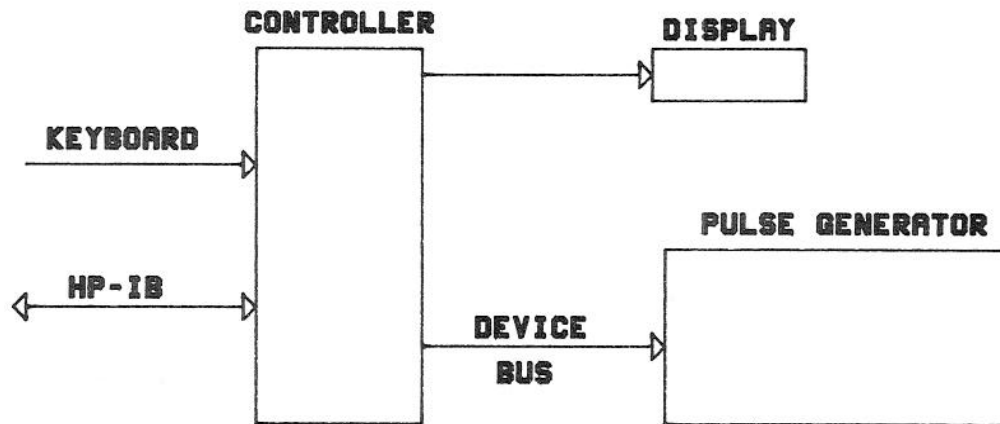 CONTROLLER
DISPLAY
KEYBOARD
PULSE GENERATOR
HP-IB
DEVICE
BUS